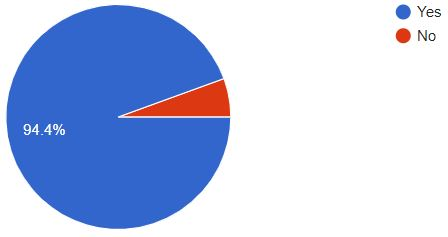 Yes
No
94.4%